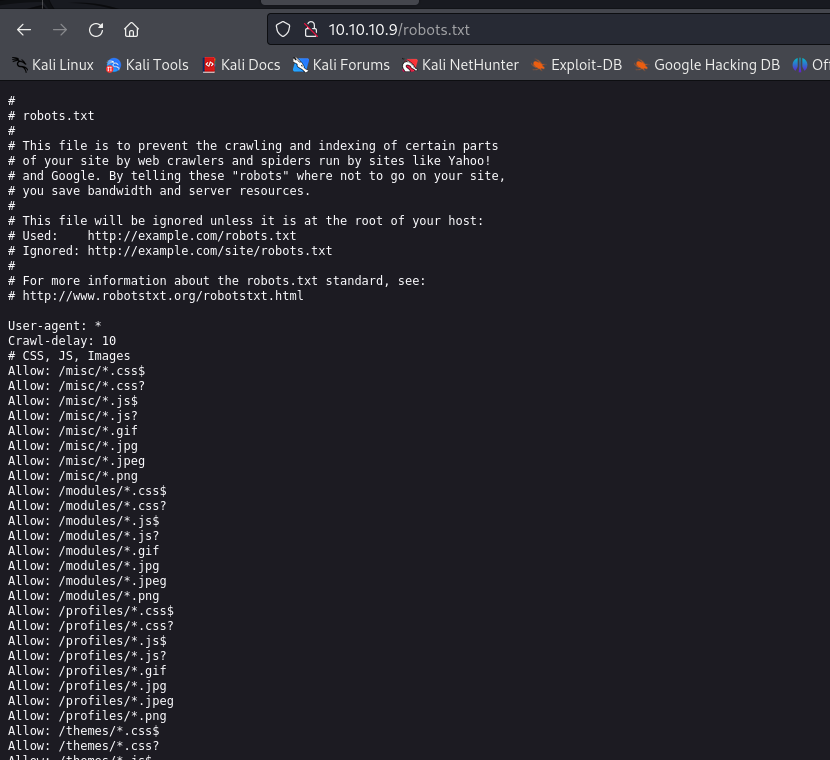 10.10.10.9/robots.txt
Kali Linux Kali Tools Kali Docs Kali Forums Kali NetHunter Exploit-DB Google Hacking DB
#
# robots.txt
#
# This file is to prevent the crawling and indexing of certain parts
# of your site by web crawlers and spiders run by sites like Yahoo!
# and Google. By telling these "robots" where not to go on your site,
# you save bandwidth and server resources.
#
# This file will be ignored unless it is at the root of your host:
# Used:    http://example.com/robots.txt
# Ignored: http://example.com/site/robots.txt
#
# For more information about the robots.txt standard, see:
# http://www.robotstxt.org/robotstxt.html
User-agent: *
Crawl-delay: 10
# CSS, JS, Images
Allow: /misc/*.css$
Allow: /misc/*.css?
Allow: /misc/*.js$
Allow: /misc/*.js?
Allow: /misc/*.gif
Allow: /misc/*.jpg
Allow: /misc/*.jpeg
Allow: /misc/*.png
Allow: /modules/*.css$
Allow: /modules/*.css?
Allow: /modules/*.js$
Allow: /modules/*.js?
Allow: /modules/*.gif
Allow: /modules/*.jpg
Allow: /modules/*.jpeg
Allow: /modules/*.png
Allow: /profiles/*.css$
Allow: /profiles/*.css?
Allow: /profiles/*.js$
Allow: /profiles/*.js?
Allow: /profiles/*.gif
Allow: /profiles/*.jpg
Allow: /profiles/*.jpeg
Allow: /profiles/*.png
Allow: /themes/*.css$
Allow: /themes/*.css?
Allow: /themes/*.js$